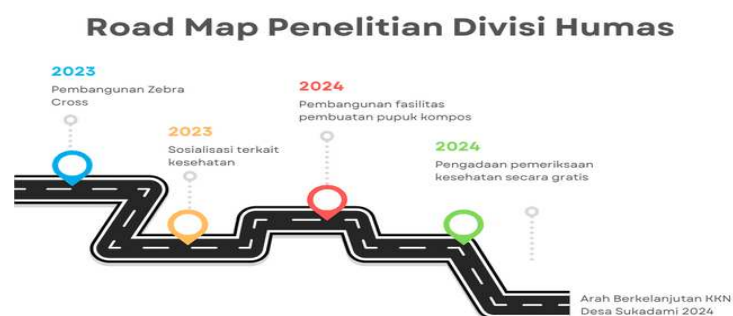 Road Map Penelitian Divisi Humas
2023
Pembangunan Zebra
Cross
2023
Sosialisasi terkait
kesehatan
2024
Pembangunan fasilitas
pembuatan pupuk kompos
2024
Pengadaan pemeriksaan
kesehatan secara gratis
Arah Berkelanjutan KKN
Desa Sukadami 2024